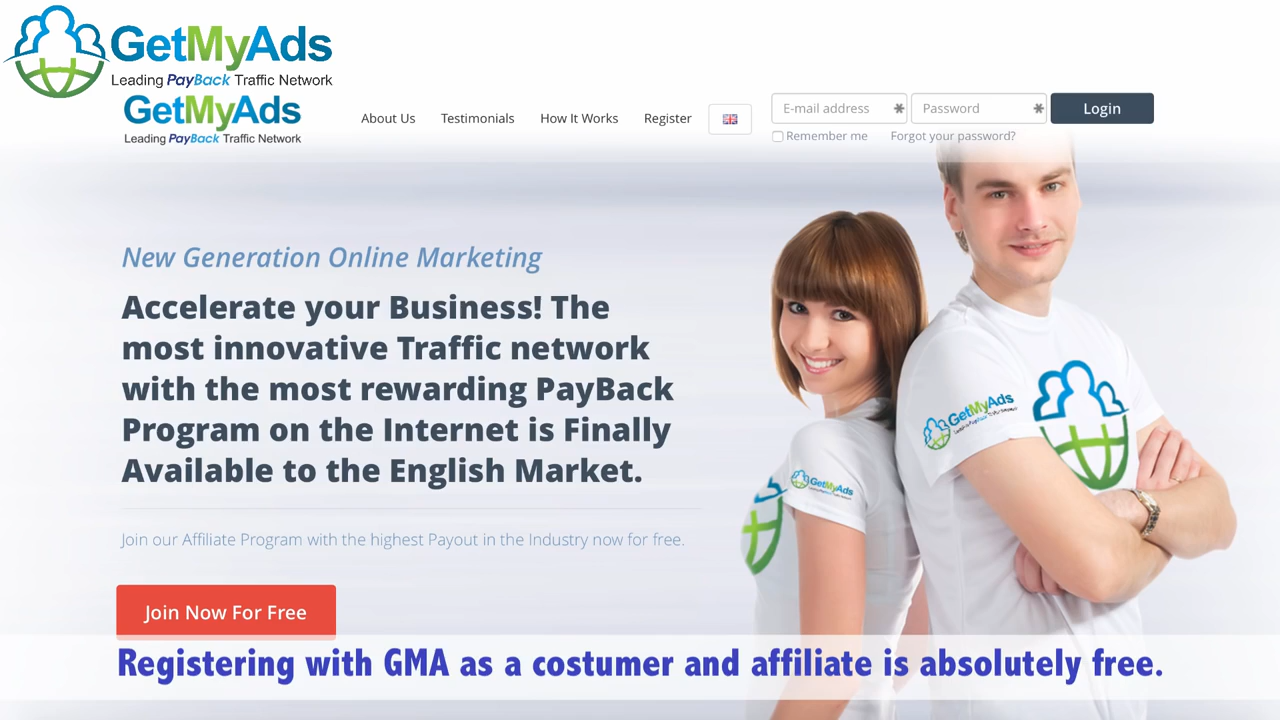 GetMyAds
Leading PayBack Traffic Network
GetMyAds
Leading PayBack Traffic Network
About Us
Testimonials
How It Works
Register
E-mail address
Password
Login
Remember me
Forgot your password?
New Generation Online Marketing
Accelerate your Business! The
most innovative Traffic network
with the most rewarding PayBack
Program on the Internet is Finally
Available to the English Market.
GetMyAds
GetMyAds
Join our Affiliate Program with the highest Payout in the Industry now for free.
Join Now For Free
Registering with GMA as a costumer and affiliate is absolutely free.